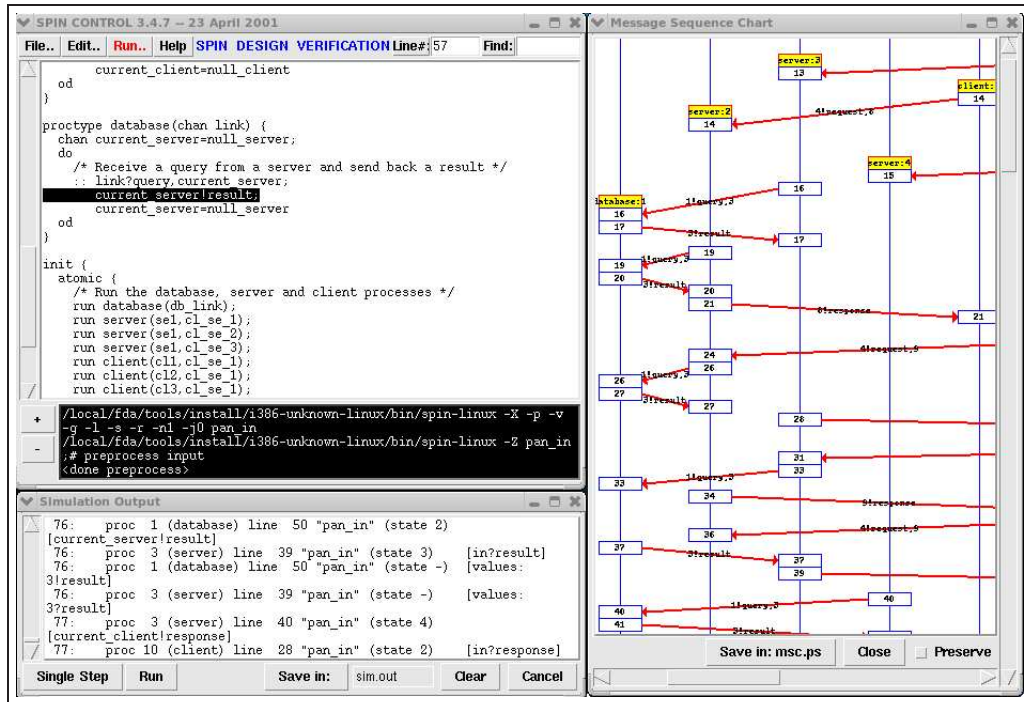 SPIN CONTROL 3.4.7 -- 23 April 2001
File.. Edit.. Run.. Help SPIN DESIGN VERIFICATION Line#: 57 Find:
current_client=null_client
od
}
proctype database(chan link) {
chan current_server=null_server;
do
/* Receive a query from a server and send back a result */
:: link?query,current_server;
current_server!result;
current_server=null_server
od
}
init {
atomic {
/* Run the database, server and client processes */
run database(db_link);
run server(se1,cl_se_1);
run server(se1,cl_se_2);
run server(se1,cl_se_3);
run client(cl1,cl_se_1);
run client(cl2,cl_se_1);
run client(cl3,cl_se_1);
+
-
/local/fda/tools/install/i386-unknown-linux/bin/spin-linux -X -p -v
-g -l -s -r -n1 -j0 pan_in
/local/fda/tools/install/i386-unknown-linux/bin/spin-linux -Z pan_in
;# preprocess input
<done preprocess>
Simulation Output
76: proc 1 (database) line 50 "pan_in" (state 2)
[current_server!result]
76: proc 3 (server) line 39 "pan_in" (state 3) [in?result]
76: proc 1 (database) line 50 "pan_in" (state -) [values:
3!result]
76: proc 3 (server) line 39 "pan_in" (state -) [values:
3?result]
77: proc 3 (server) line 40 "pan_in" (state 4)
[current_client!response]
77: proc 10 (client) line 28 "pan_in" (state 2) [in?response]
Single Step Run Save in: sim.out Clear Cancel
Message Sequence Chart
server:3
13
client:
14
4!request,6
server:2
14
server:4
15
16
1!query,3
atabase:1
16
17
3!result
17
19
1!query,3
19
20
3!result
20
21
6!response
21
24
4!request,9
26
1!query,3
26
27
3!result
27
28
31
33
1!query,3
33
34
9!response
36
4!request,9
37
3!result
37
39
40
1!query,3
40
41
3!result
Save in: msc.ps Close Preserve